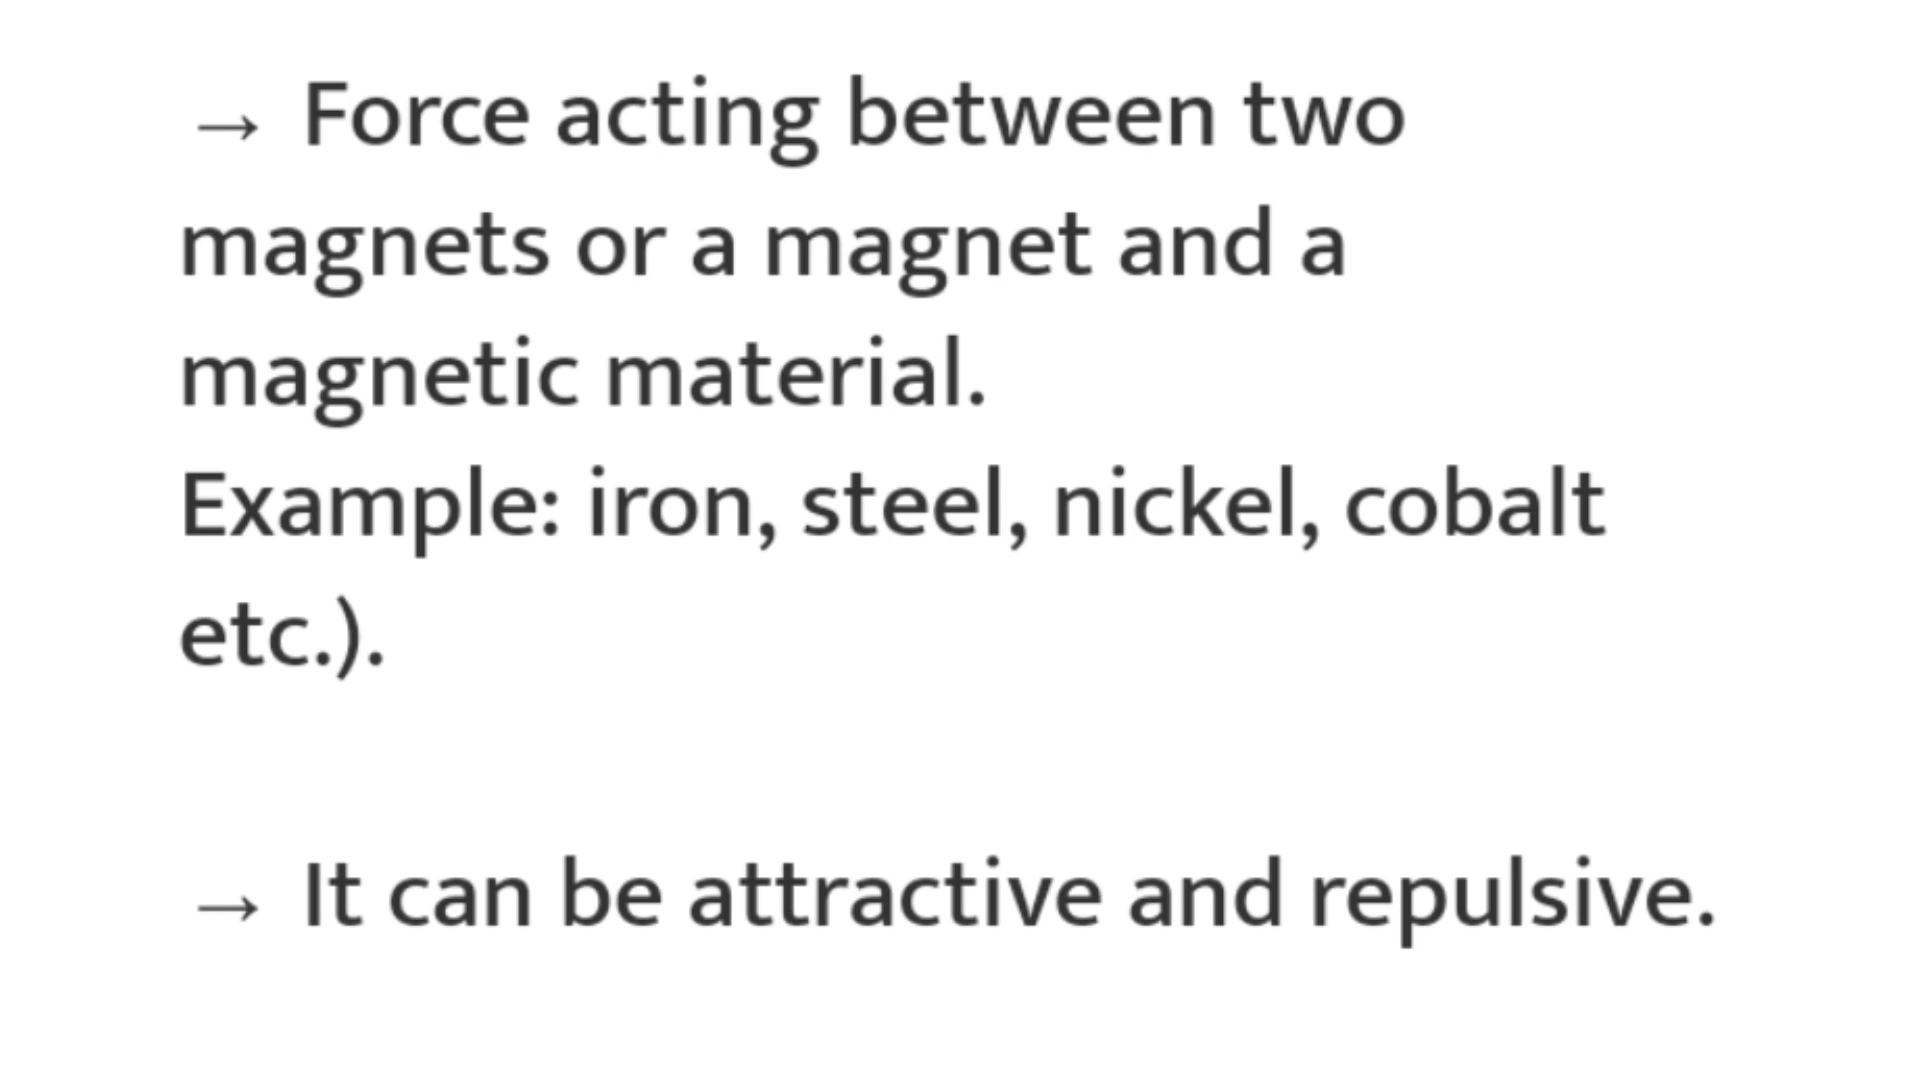 → Force acting between two
magnets or a magnet and a
magnetic material.
Example: iron, steel, nickel, cobalt
etc.).
→ It can be attractive and repulsive.